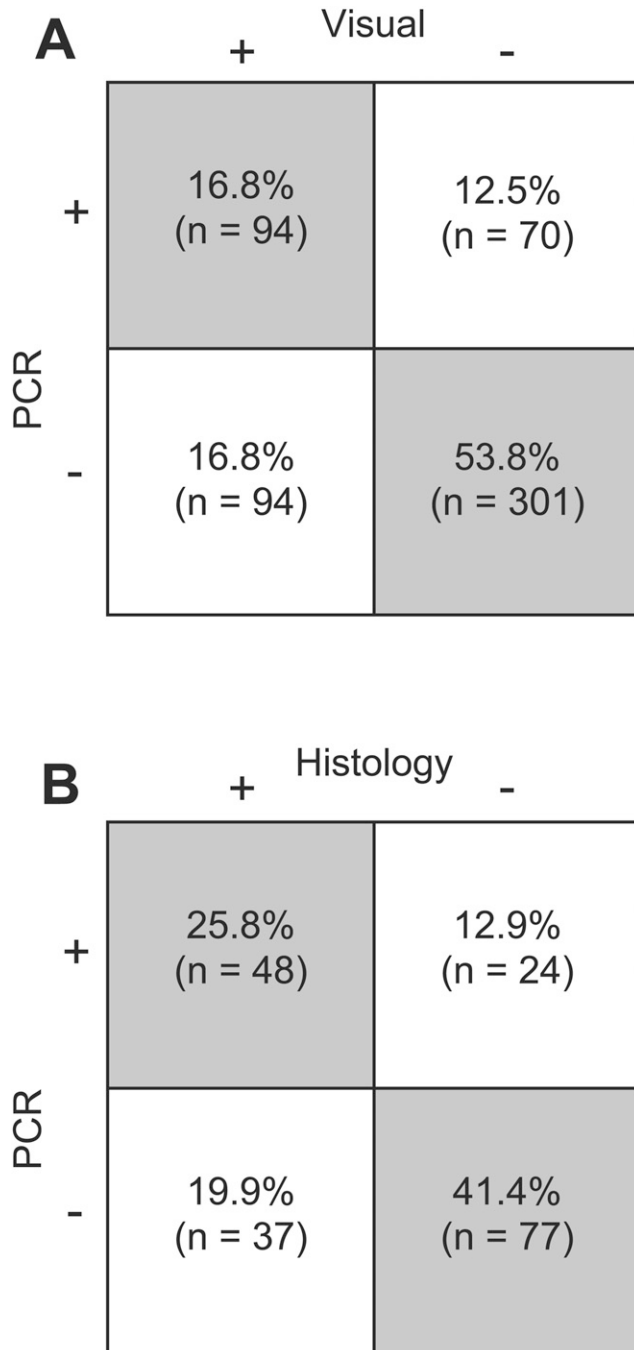 A
Visual
+ -
+
16.8%
(n = 94)
12.5%
(n = 70)
PCR
-
16.8%
(n = 94)
53.8%
(n = 301)
B
Histology
+ -
+
25.8%
(n = 48)
12.9%
(n = 24)
PCR
-
19.9%
(n = 37)
41.4%
(n = 77)